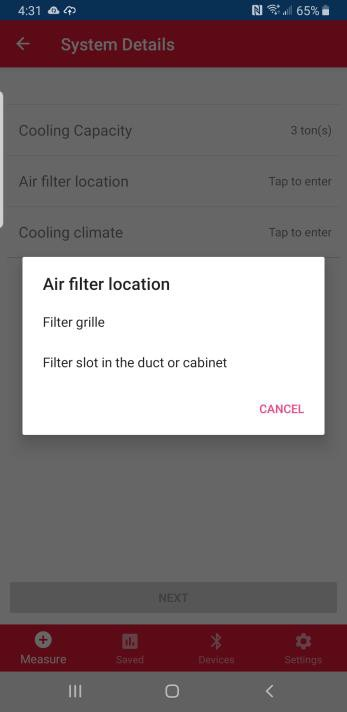 4:31 65%
System Details
Cooling Capacity 3 ton(s)
Air filter location Tap to enter
Cooling climate Tap to enter
Air filter location
Filter grille
Filter slot in the duct or cabinet
CANCEL
NEXT
Measure Saved Devices Settings